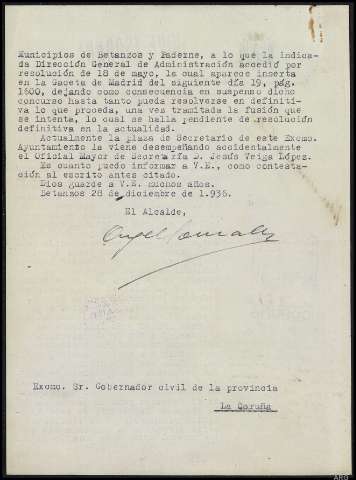 Municipios de Betanzos y Paderne, a lo que la indica-
da Dirección General de Administración accedió por
resolución de 18 de mayo, la cual aparece inserta
en la Gaceta de Madrid del siguiente día 19, pág.
1600, dejando como consecuencia en suspenso dicho
concurso hasta tanto pueda resolverse en definiti-
va lo que proceda, una vez tramitada la fusión que
se intenta, lo cual se halla pendiente de resolución
definitiva en la actualidad.
Actualmente la plaza de Secretario de este Excmo.
Ayuntamiento la viene desempeñando accidentalmente
el Oficial Mayor de Secretaría D. Jesús Veiga López.
Es cuanto puedo informar a V.E., como contesta-
ción al escrito antes citado.
Dios guarde a V.E. muchos años.
Betanzos 28 de diciembre de 1.936.
El Alcalde,
Excmo. Sr. Gobernador civil de la provincia
La Coruña
ARG